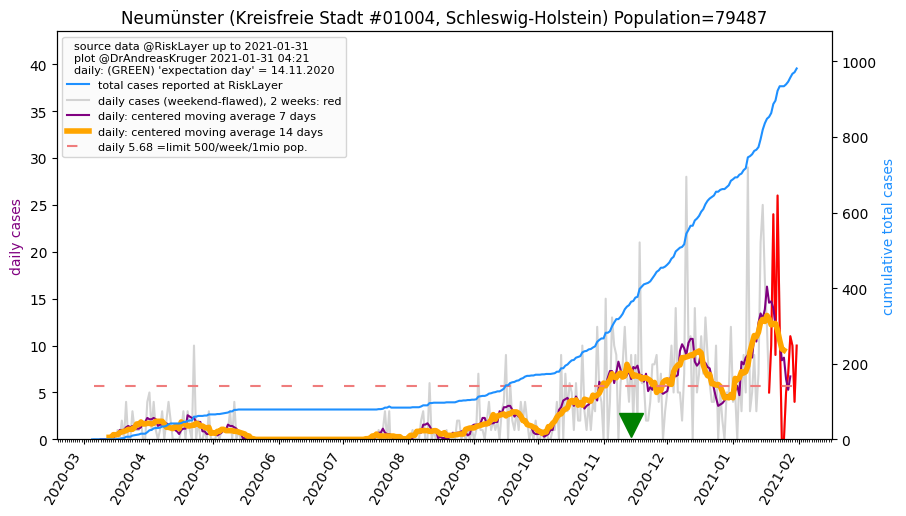 Neumünster (Kreisfreie Stadt #01004, Schleswig-Holstein) Population=79487
source data @RiskLayer up to 2021-01-31
plot @DrAndreasKruger 2021-01-31 04:21
daily: (GREEN) 'expectation day' = 14.11.2020
total cases reported at RiskLayer
daily cases (weekend-flawed), 2 weeks: red
daily: centered moving average 7 days
daily: centered moving average 14 days
daily 5.68 =limit 500/week/1mio pop.
daily cases
40
35
30
25
20
15
10
5
0
cumulative total cases
1000
800
600
400
200
0
2020-03
2020-04
2020-05
2020-06
2020-07
2020-08
2020-09
2020-10
2020-11
2020-12
2021-01
2021-02